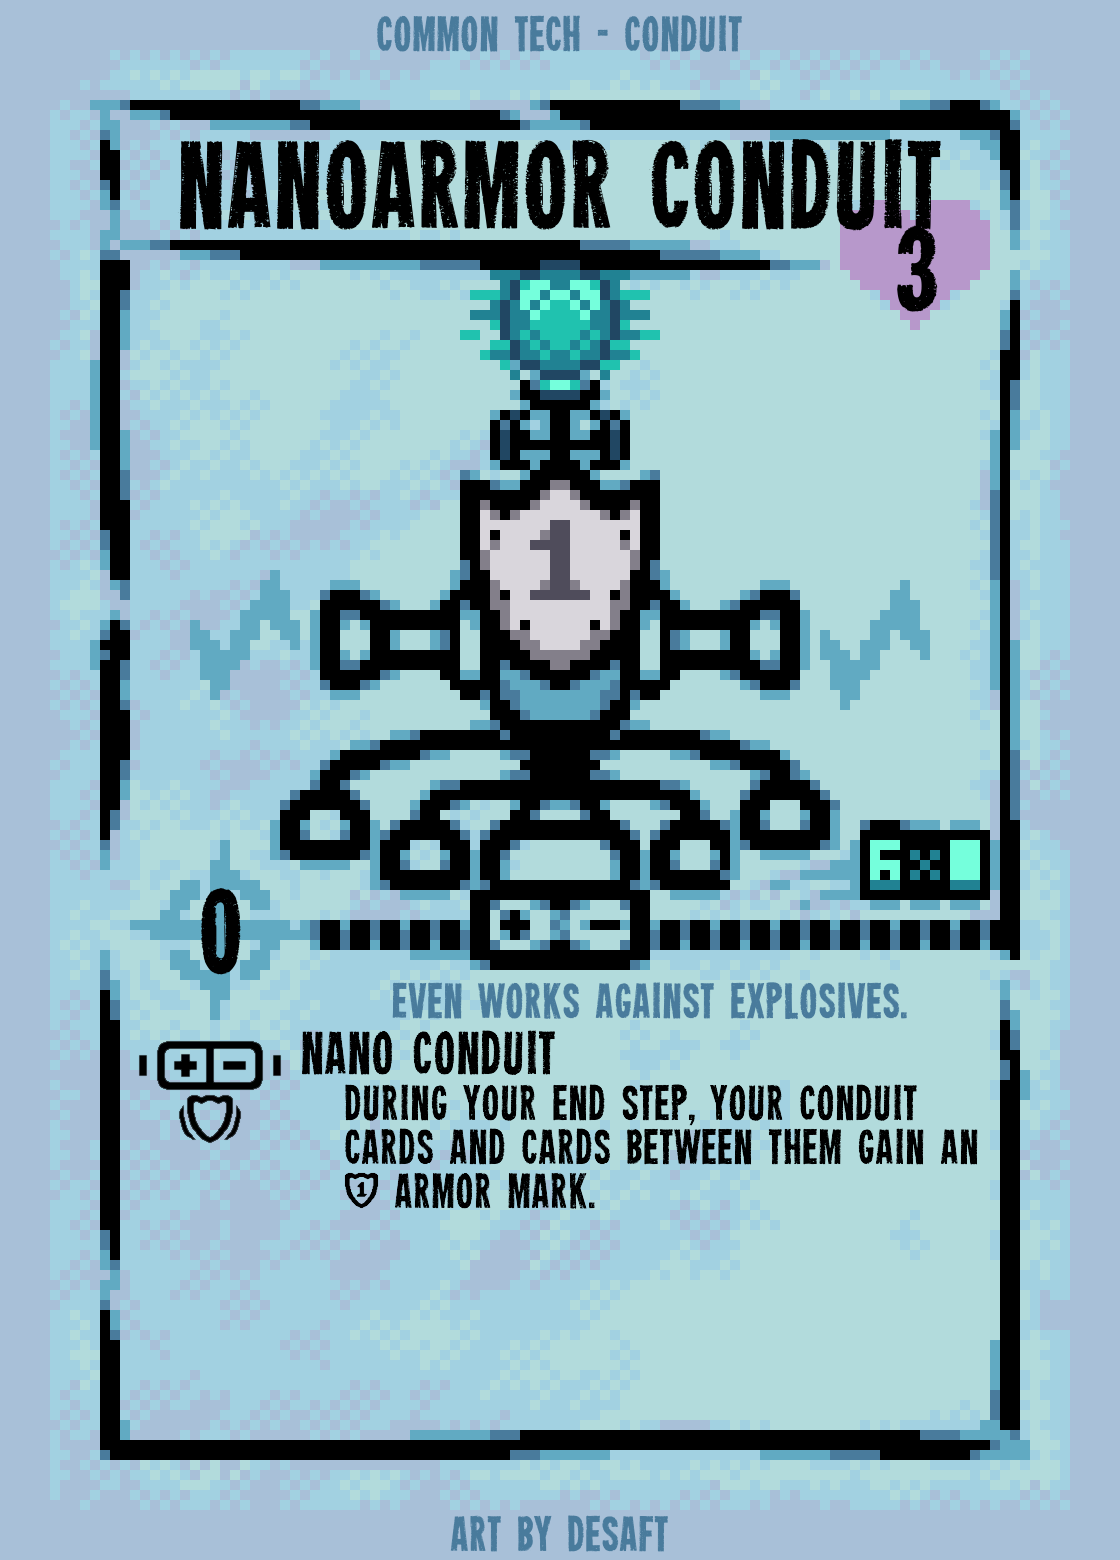 COMMON TECH - CONDUIT
NANOARMOR CONDUIT
3
1
6 X
0
EVEN WORKS AGAINST EXPLOSIVES.
NANO CONDUIT
DURING YOUR END STEP, YOUR CONDUIT
CARDS AND CARDS BETWEEN THEM GAIN AN
1 ARMOR MARK.
ART BY DESAFT